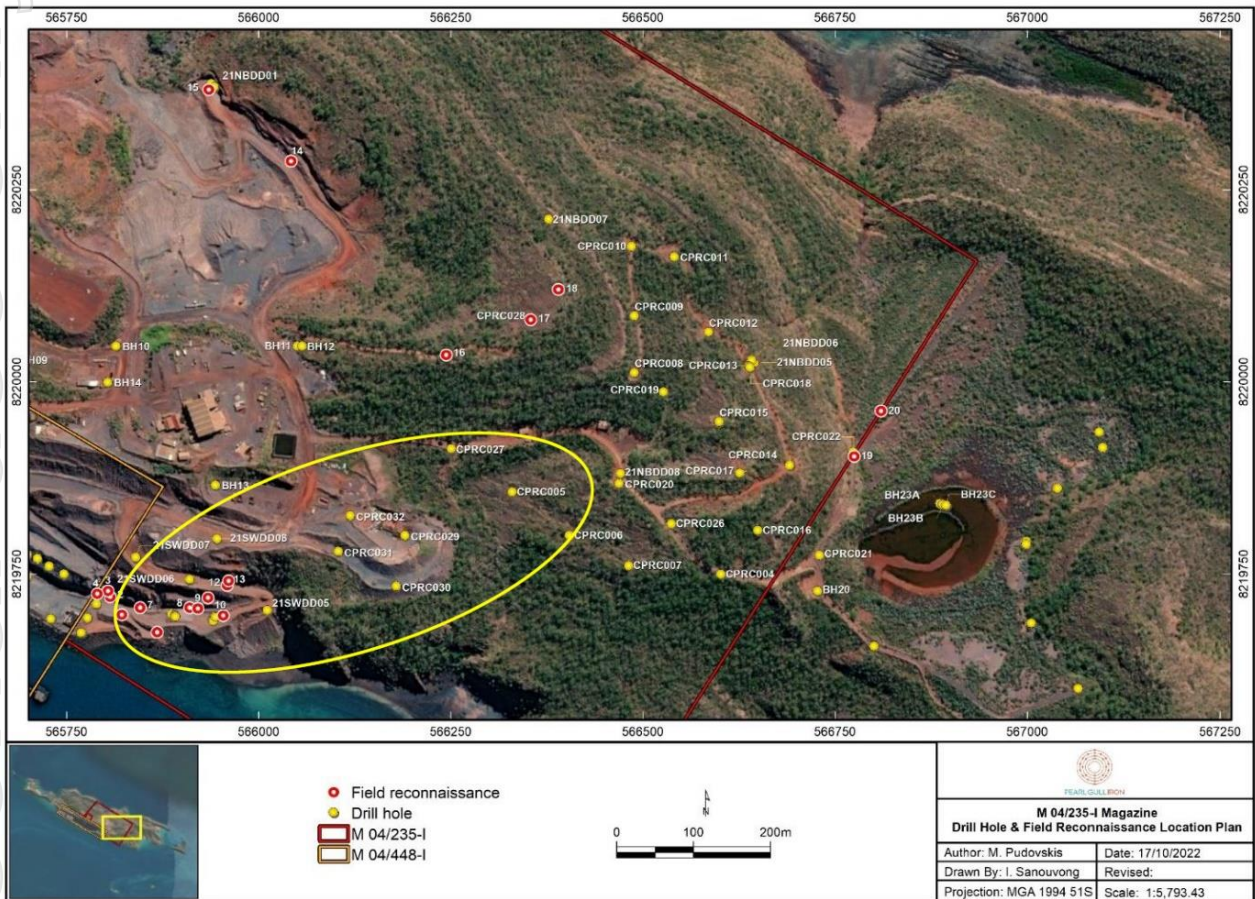 565750 566000 566250 566500 566750 567000 567250
21NBDD01
15
14
8220250
8220250
21NBDD07
CPRC010
CPRC011
18
CPRC028
17
CPRC009
CPRC012
BH10
BH11
BH12
16
21NBDD06
H09
CPRC013
21NBDD05
CPRC008
8220000
8220000
BH14
CPRC018
CPRC019
20
CPRC015
CPRC022
CPRC027
19
CPRC014
21NBDD08
CPRC017
BH13
CPRC020
CPRC005
BH23A
BH23C
CPRC032
BH23B
CPRC026
CPRC016
21SWDD07
21SWDD08
CPRC029
CPRC006
CPRC031
CPRC021
8219750
8219750
CPRC007
CPRC004
21SWDD06
12
13
CPRC030
BH20
4
3
9
7
8
10
21SWDD05
565750 566000 566250 566500 566750 567000 567250
Field reconnaissance
Drill hole
M 04/235-I
M 04/448-I
N
0 100 200m
PEARL GULL IRON
M 04/235-I Magazine
Drill Hole & Field Reconnaissance Location Plan
Author: M. Pudovskis
Date: 17/10/2022
Drawn By: I. Sanouvong
Revised:
Projection: MGA 1994 51S
Scale: 1:5,793.43